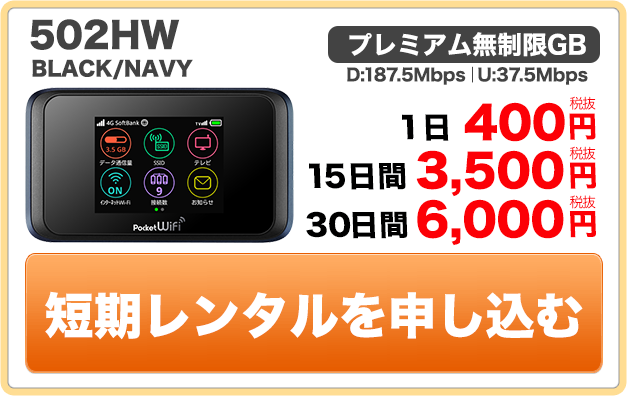 502HW
BLACK/NAVY
プレミアム無制限GB
D:187.5Mbps|U:37.5Mbps
1日 400円 税抜
15日間 3,500円 税抜
30日間 6,000円 税抜
4G SoftBank
TV
3.5 GB
SSID
データ通信量 SSID テレビ
ON 9
インターネットWi-Fi 接続数 お知らせ
Pocket WiFi
短期レンタルを申し込む